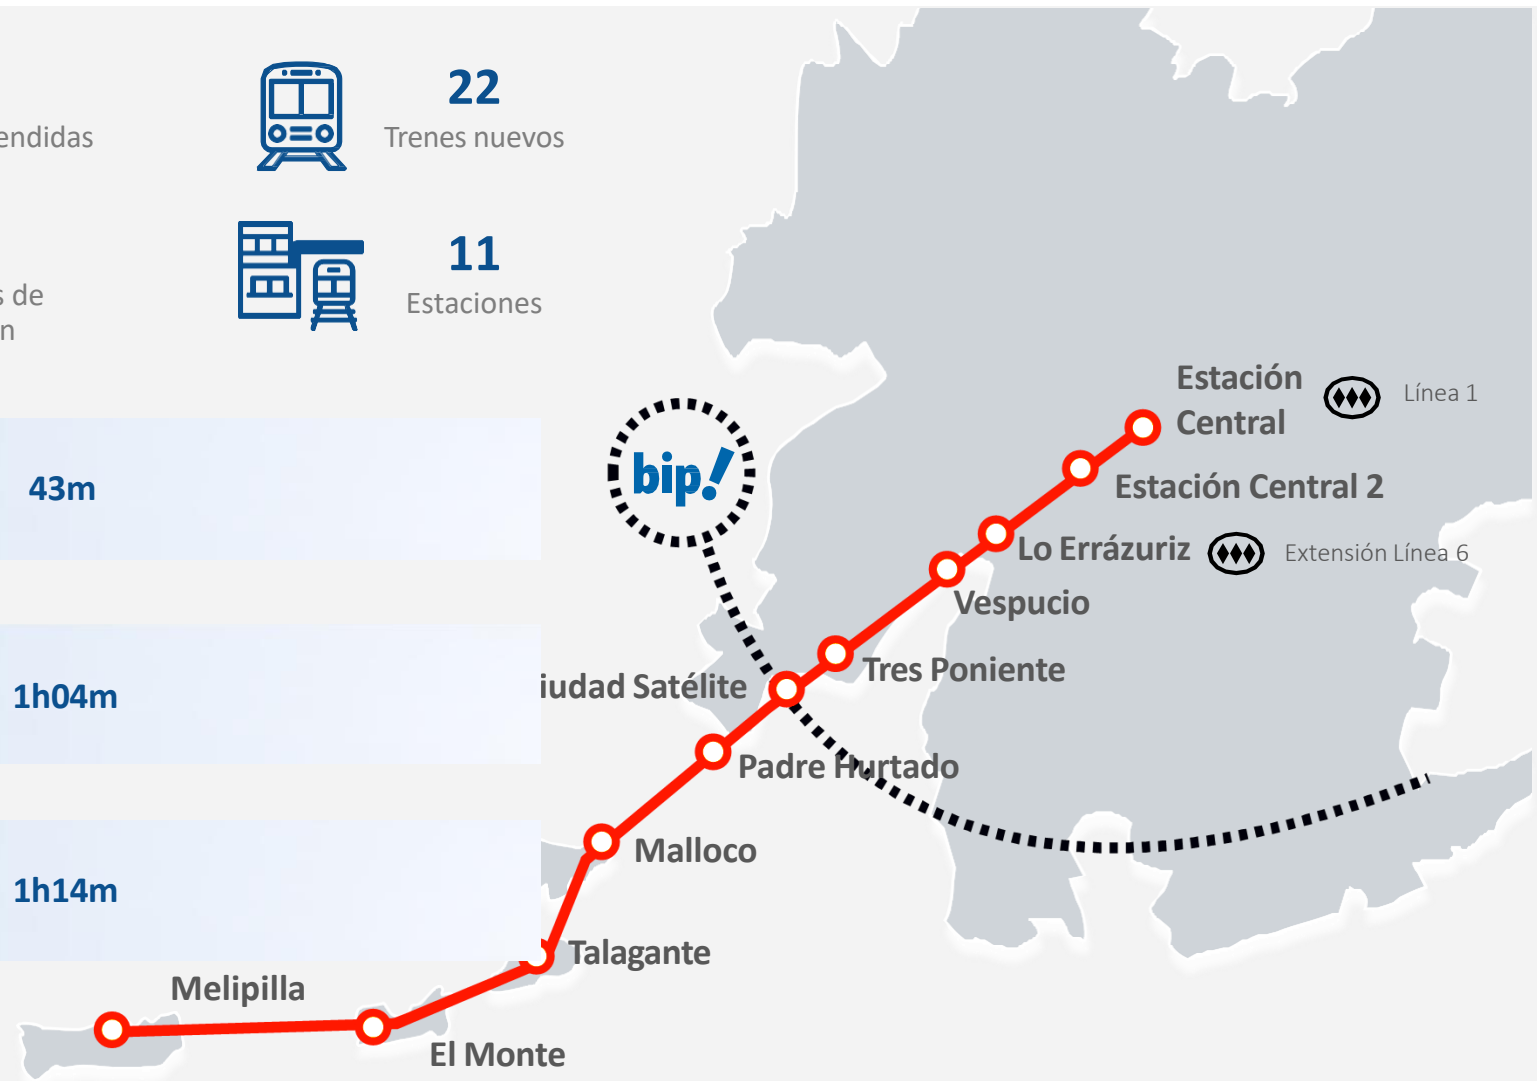 endidas
22
Trenes nuevos
s de
n
11
Estaciones
Estación
Central
Línea 1
bip!
43m
Estación Central 2
Lo Errázuriz
Extensión Línea 6
Vespucio
Tres Poniente
iudad Satélite
1h04m
Padre Hurtado
Malloco
1h14m
Talagante
Melipilla
El Monte